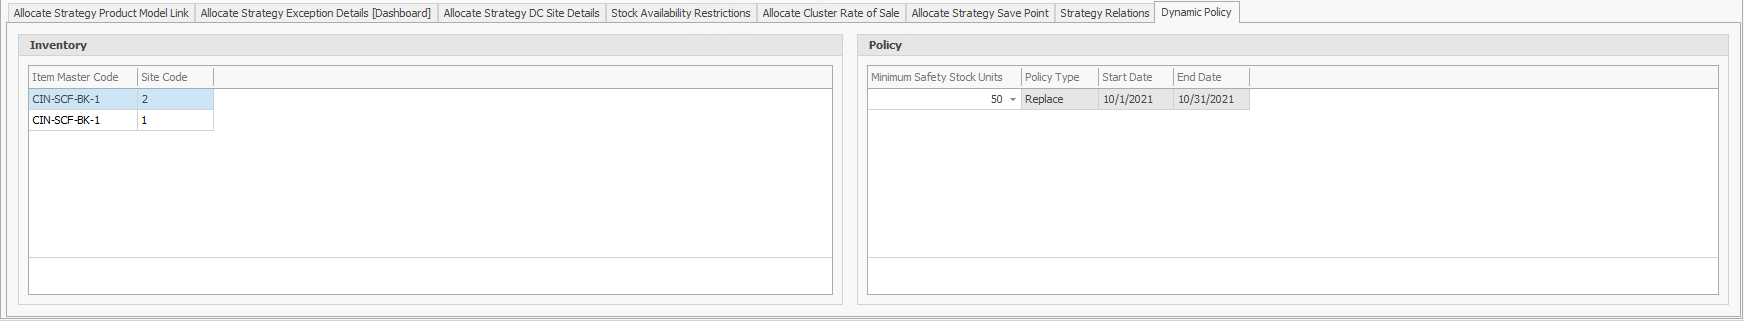 Allocate Strategy Product Model Link Allocate Strategy Exception Details [Dashboard] Allocate Strategy DC Site Details Stock Availability Restrictions Allocate Cluster Rate of Sale Allocate Strategy Save Point Strategy Relations Dynamic Policy
Inventory
Item Master Code Site Code
CIN-SCF-BK-1 2
CIN-SCF-BK-1 1
Policy
Minimum Safety Stock Units Policy Type Start Date End Date
50 Replace 10/1/2021 10/31/2021